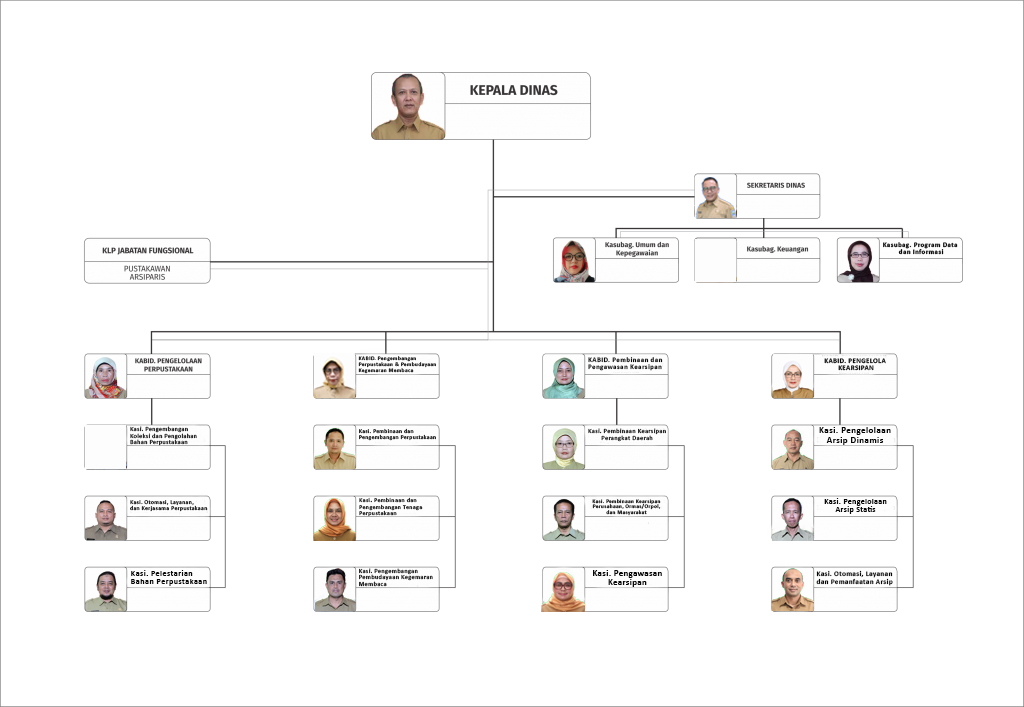 KEPALA DINAS
SEKRETARIS DINAS
KLP JABATAN FUNGSIONAL
PUSTAKAWAN
ARSIPARIS
Kasubag. Umum dan
Kepegawaian
Kasubag. Keuangan
Kasubag. Program Data
dan Informasi
KABID. PENGELOLAAN
PERPUSTAKAAN
KABID. Pengembangan
Perpustakaan & Pembudayaan
Kegemaran Membaca
KABID. Pembinaan dan
Pengawasan Kearsipan
KABID. PENGELOLA
KEARSIPAN
Kasi. Pengembangan
Koleksi dan Pengolahan
Bahan Perpustakaan
Kasi. Pembinaan dan
Pengembangan Perpustakaan
Kasi. Pembinaan Kearsipan
Perangkat Daerah
Kasi. Pengelolaan
Arsip Dinamis
Kasi. Otomasi, Layanan,
dan Kerjasama Perpustakaan
Kasi. Pembinaan dan
Pengembangan Tenaga
Perpustakaan
Kasi. Pembinaan Kearsipan
Perusahaan, Ormas/Orpol,
dan Masyarakat
Kasi. Pengelolaan
Arsip Statis
Kasi. Pelestarian
Bahan Perpustakaan
Kasi. Pengembangan
Pembudayaan Kegemaran
Membaca
Kasi. Pengawasan
Kearsipan
Kasi. Otomasi, Layanan
dan Pemanfaatan Arsip